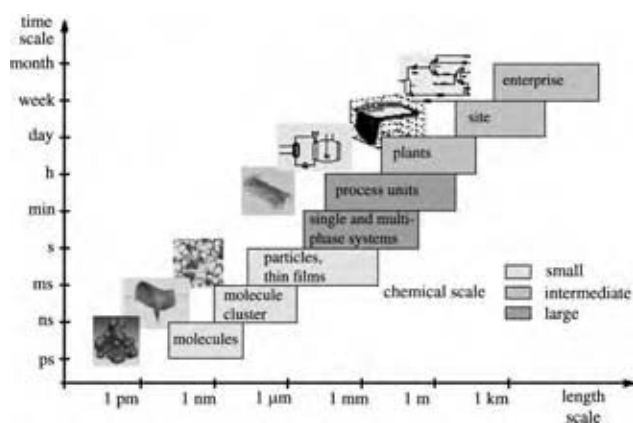 time
scale
month
week
day
h
min
s
ms
ns
ps
enterprise
site
plants
process units
single and multi-
phase systems
particles,
thin films
molecule
cluster
molecules
chemical scale
small
intermediate
large
1 pm
1 nm
1 μm
1 mm
1 m
1 km
length
scale